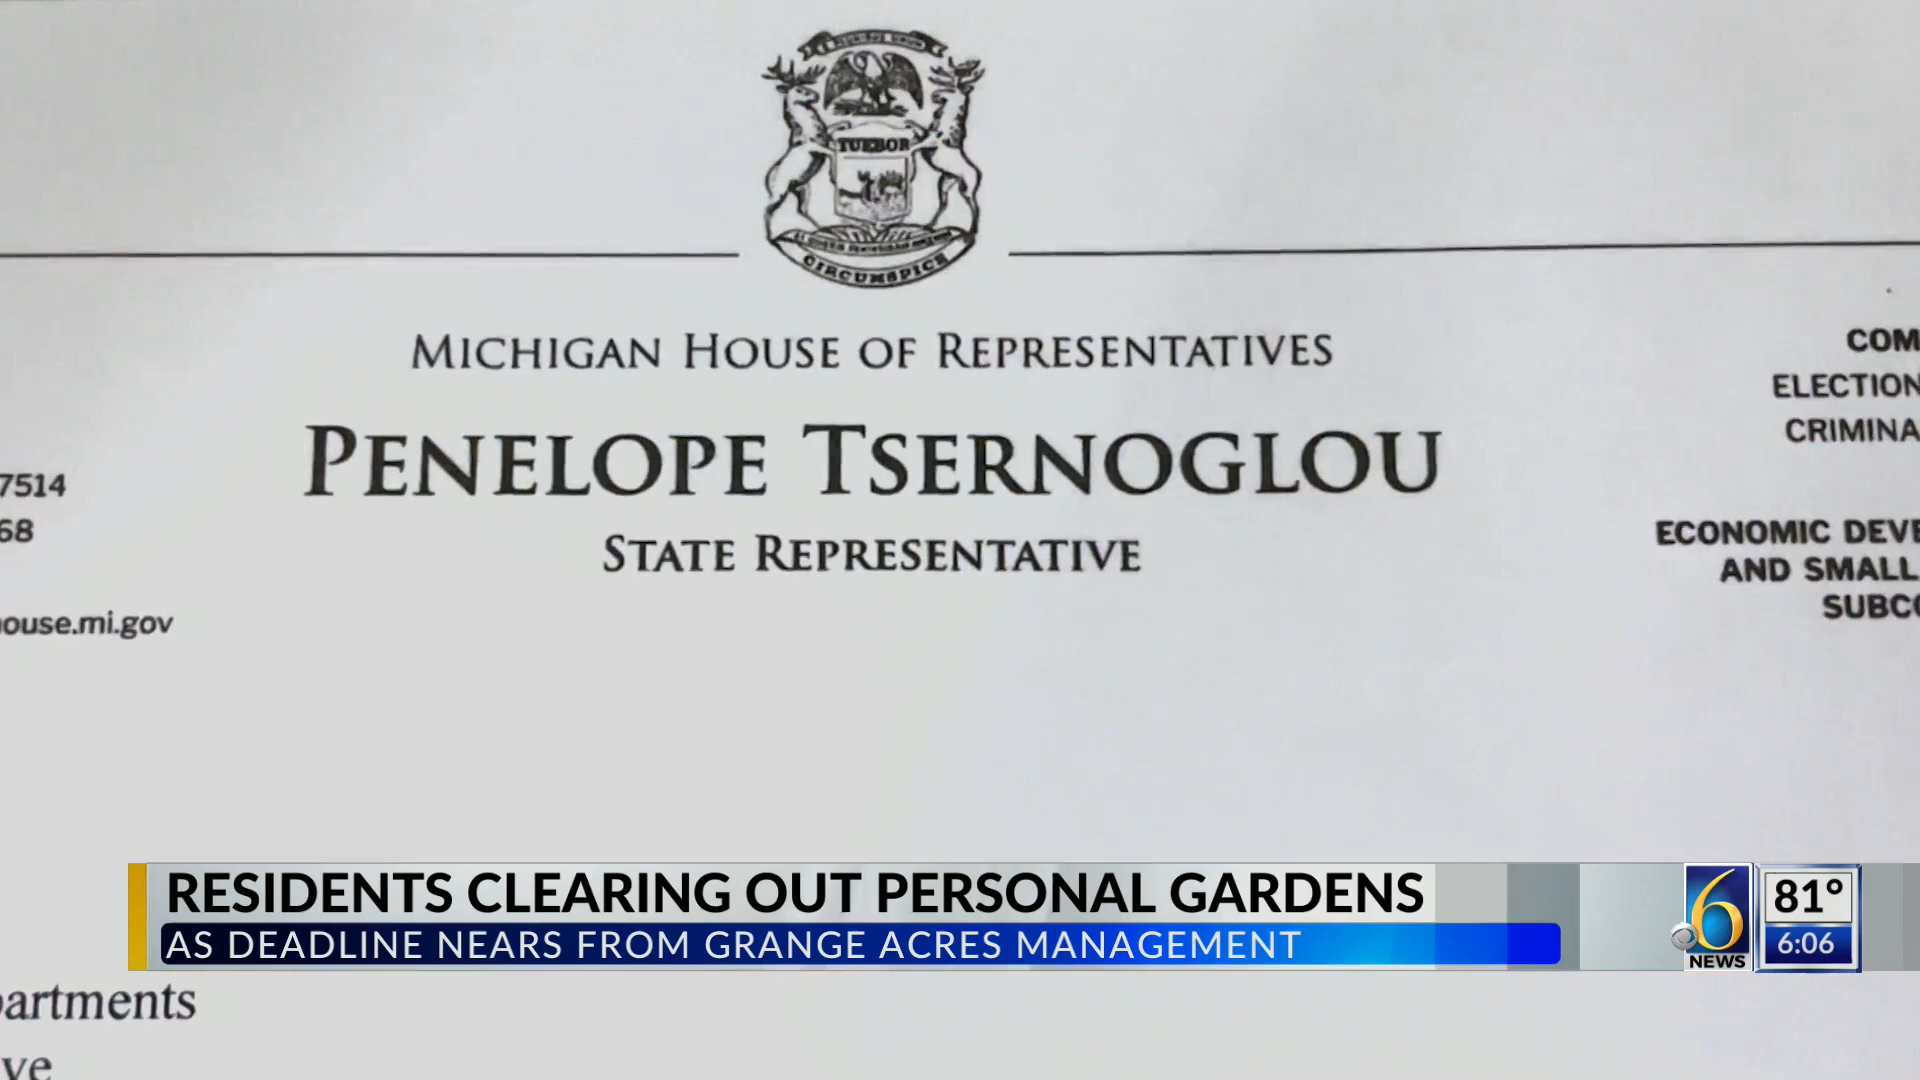 TUEBOR
CIRCUMSPICE
MICHIGAN HOUSE OF REPRESENTATIVES
PENELOPE TSERNOGLOU
STATE REPRESENTATIVE
7514
68
ouse.mi.gov
COM
ELECTION
CRIMINA
ECONOMIC DEVE
AND SMALL
SUBCO
RESIDENTS CLEARING OUT PERSONAL GARDENS
AS DEADLINE NEARS FROM GRANGE ACRES MANAGEMENT
6
NEWS
81°
6:06
partments
ve